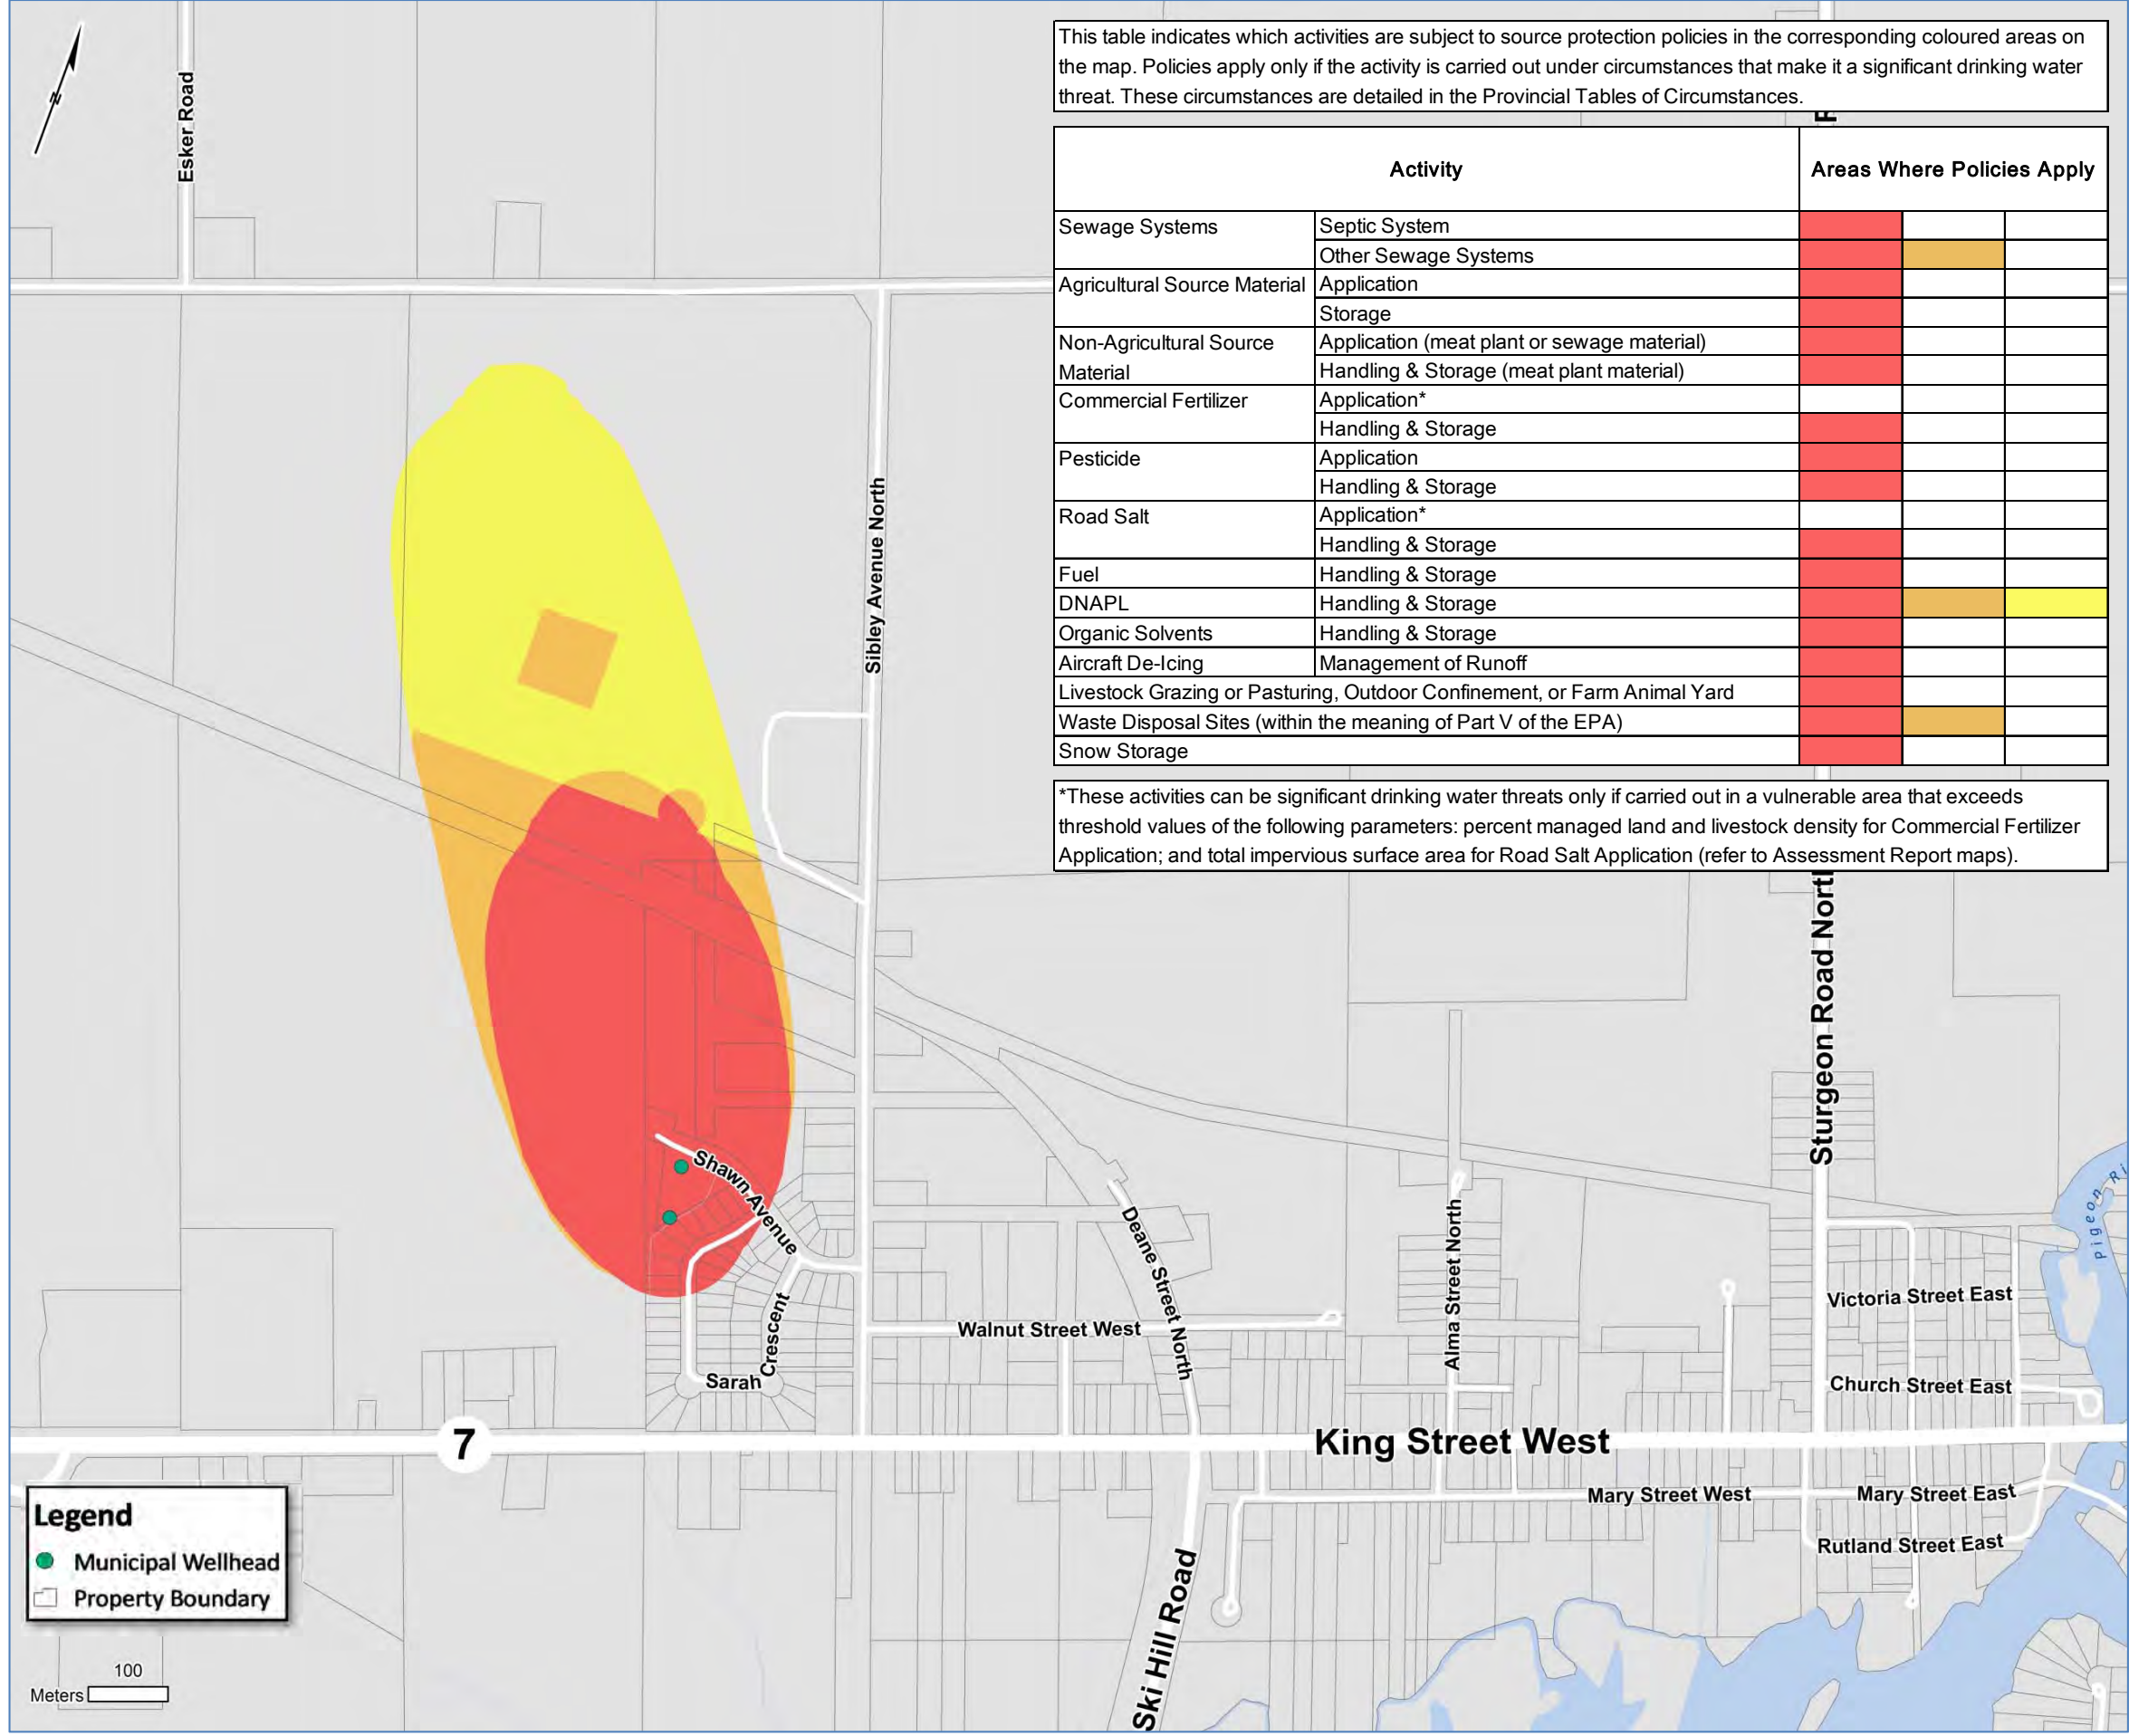 This table indicates which activities are subject to source protection policies in the corresponding coloured areas on
the map. Policies apply only if the activity is carried out under circumstances that make it a significant drinking water
threat. These circumstances are detailed in the Provincial Tables of Circumstances.
Activity Areas Where Policies Apply
Sewage Systems Septic System
Other Sewage Systems
Agricultural Source Material Application
Storage
Non-Agricultural Source Application (meat plant or sewage material)
Material Handling & Storage (meat plant material)
Commercial Fertilizer Application*
Handling & Storage
Pesticide Application
Handling & Storage
Road Salt Application*
Handling & Storage
Fuel Handling & Storage
DNAPL Handling & Storage
Organic Solvents Handling & Storage
Aircraft De-Icing Management of Runoff
Livestock Grazing or Pasturing, Outdoor Confinement, or Farm Animal Yard
Waste Disposal Sites (within the meaning of Part V of the EPA)
Snow Storage
*These activities can be significant drinking water threats only if carried out in a vulnerable area that exceeds
threshold values of the following parameters: percent managed land and livestock density for Commercial Fertilizer
Application; and total impervious surface area for Road Salt Application (refer to Assessment Report maps).
N
Esker Road
Sibley Avenue North
Sturgeon Road North
Shawn Avenue
Deane Street North
Alma Street North
Pigeon Ri
Victoria Street East
Walnut Street West
Sarah Crescent
Church Street East
7
King Street West
Mary Street West
Mary Street East
Rutland Street East
Ski Hill Road
Legend
Municipal Wellhead
Property Boundary
100
Meters